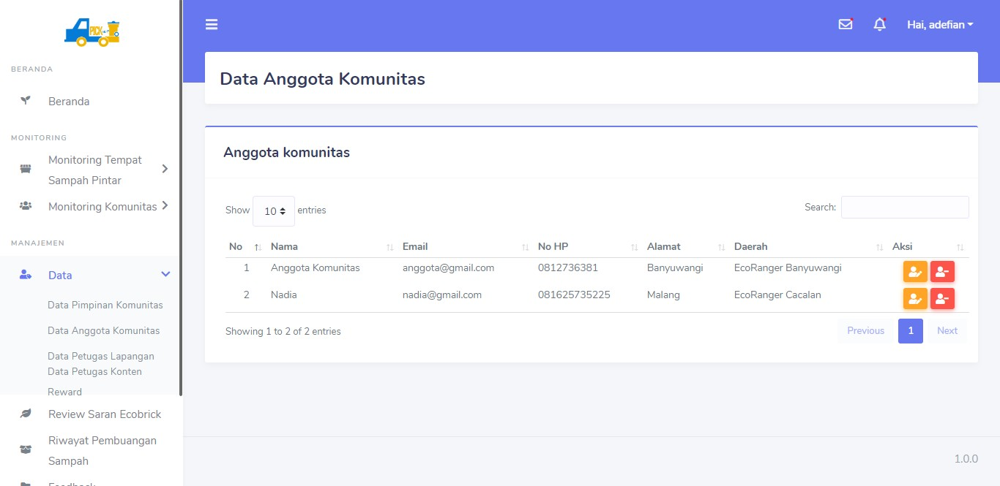 PICK
BERANDA
Beranda
MONITORING
Monitoring Tempat
Sampah Pintar
Monitoring Komunitas
MANAJEMEN
Data
Data Pimpinan Komunitas
Data Anggota Komunitas
Data Petugas Lapangan
Data Petugas Konten
Reward
Review Saran Ecobrick
Riwayat Pembuangan
Sampah
Feedback
Hai, adefian
Data Anggota Komunitas
Anggota komunitas
Show 10 entries
Search:
No Nama Email No HP Alamat Daerah Aksi
1 Anggota Komunitas anggota@gmail.com 0812736381 Banyuwangi EcoRanger Banyuwangi
2 Nadia nadia@gmail.com 081625735225 Malang EcoRanger Cacalan
Showing 1 to 2 of 2 entries
Previous 1 Next
1.0.0